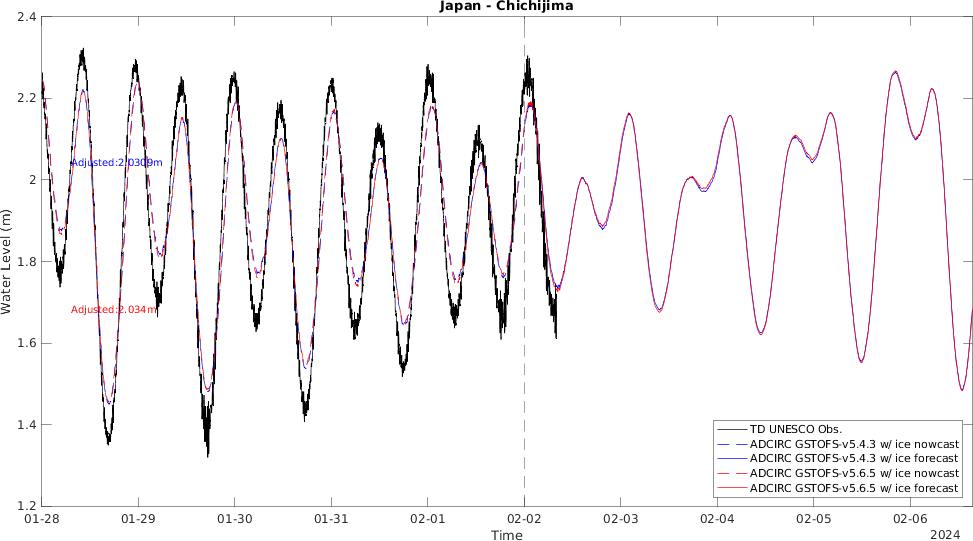 Japan - Chichijima
2.4
2.2
2
1.8
1.6
1.4
1.2
Water Level (m)
Adjusted:2.0309m
Adjusted:2.034m
TD UNESCO Obs.
ADCIRC GSTOFS-v5.4.3 w/ ice nowcast
ADCIRC GSTOFS-v5.4.3 w/ ice forecast
ADCIRC GSTOFS-v5.6.5 w/ ice nowcast
ADCIRC GSTOFS-v5.6.5 w/ ice forecast
01-28 01-29 01-30 01-31 02-01 02-02 02-03 02-04 02-05 02-06
Time
2024